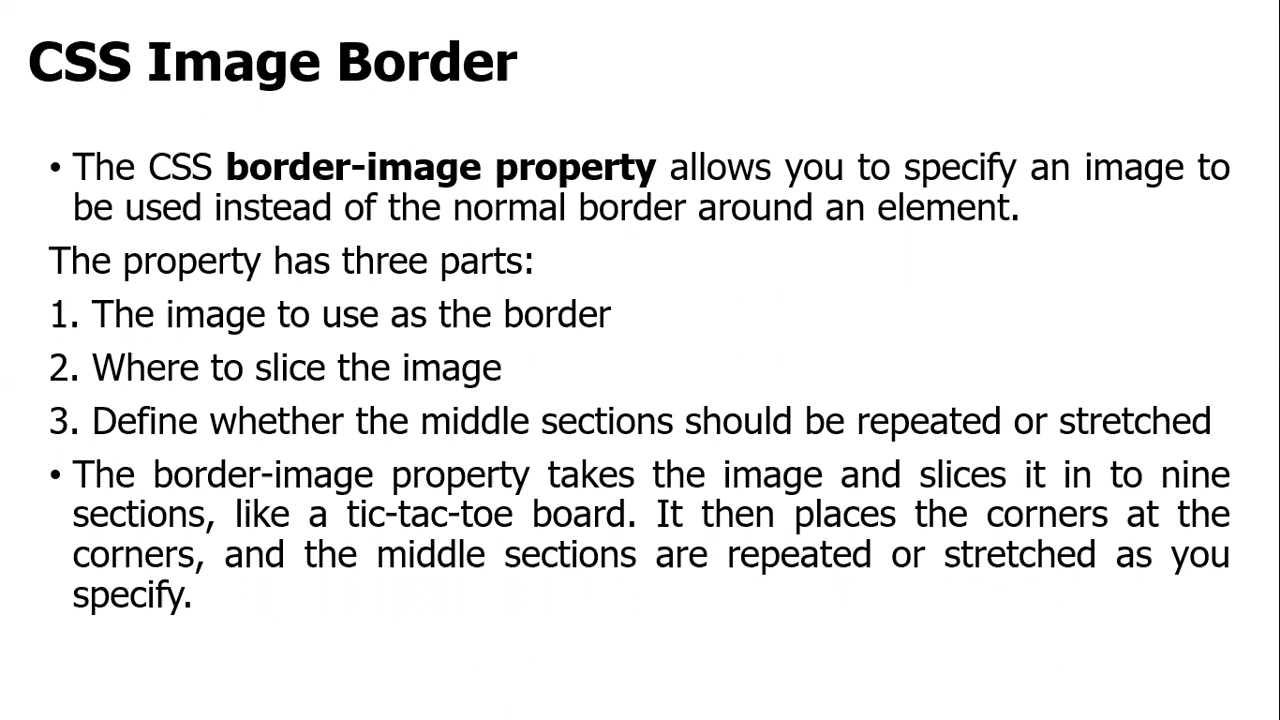 CSS Image Border
• The CSS border-image property allows you to specify an image to
be used instead of the normal border around an element.
The property has three parts:
1. The image to use as the border
2. Where to slice the image
3. Define whether the middle sections should be repeated or stretched
• The border-image property takes the image and slices it in to nine
sections, like a tic-tac-toe board. It then places the corners at the
corners, and the middle sections are repeated or stretched as you
specify.